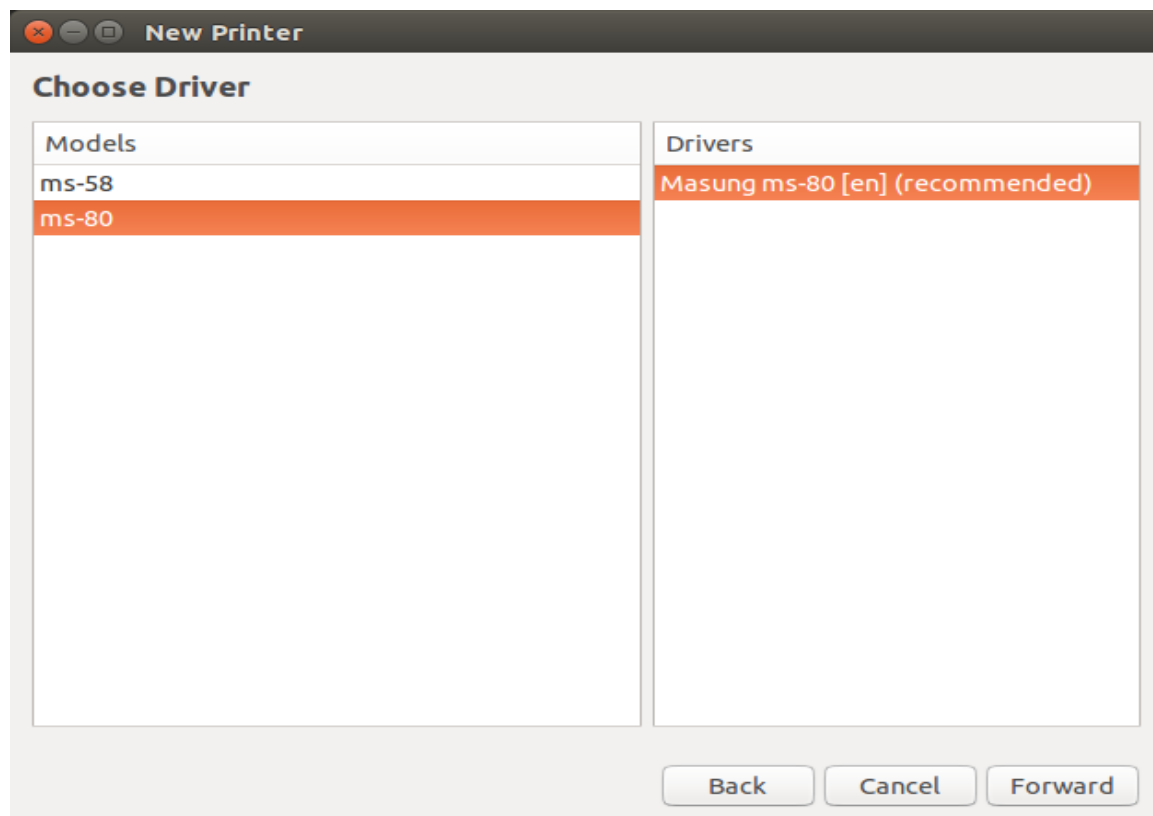 New Printer
Choose Driver
Models
ms-58
ms-80
Drivers
Masung ms-80 [en] (recommended)
Back Cancel Forward